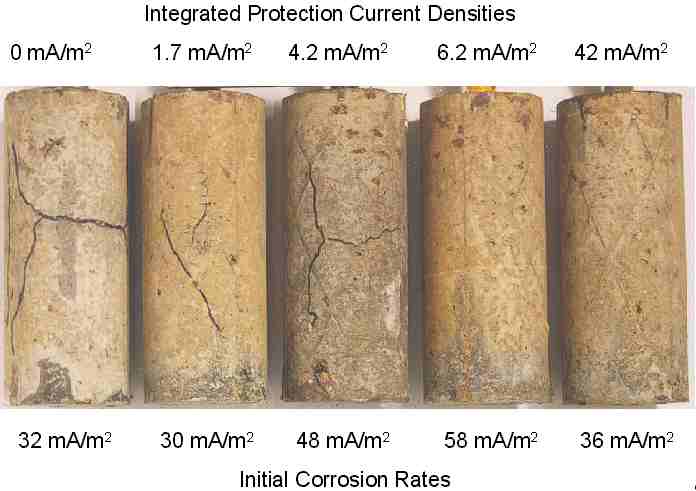 Integrated Protection Current Densities
0 mA/m² 1.7 mA/m² 4.2 mA/m² 6.2 mA/m² 42 mA/m²
32 mA/m² 30 mA/m² 48 mA/m² 58 mA/m² 36 mA/m²
Initial Corrosion Rates